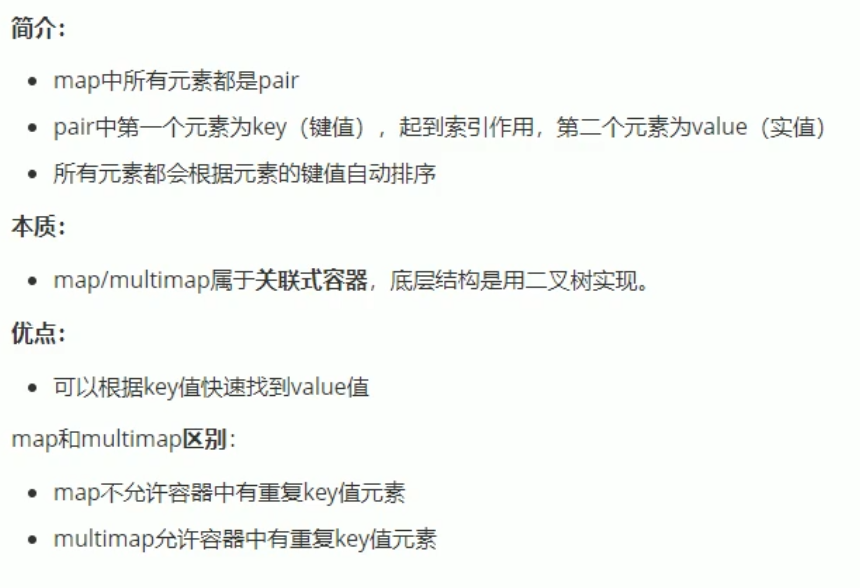 简介：
map中所有元素都是pair
pair中第一个元素为key（键值），起到索引作用，第二个元素为value（实值）
所有元素都会根据元素的键值自动排序
本质：
map/multimap属于关联式容器，底层结构是用二叉树实现。
优点：
可以根据key值快速找到value值
map和multimap区别：
map不允许容器中有重复key值元素
multimap允许容器中有重复key值元素